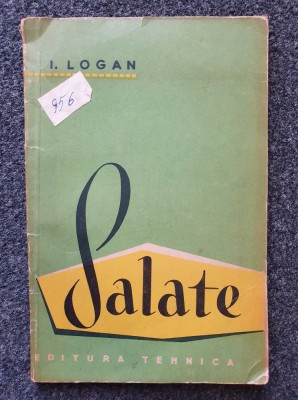 I. LOGAN
956
Salate
EDITURA TEHNICA